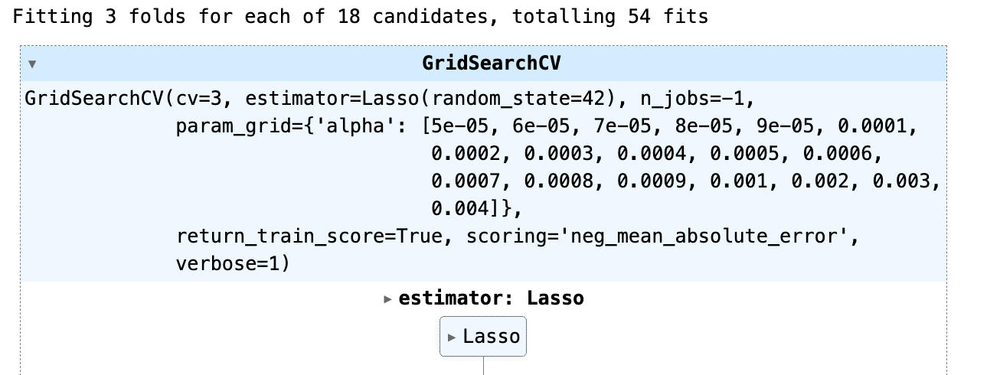 Fitting 3 folds for each of 18 candidates, totalling 54 fits
GridSearchCV
GridSearchCV(cv=3, estimator=Lasso(random_state=42), n_jobs=-1,
param_grid={'alpha': [5e-05, 6e-05, 7e-05, 8e-05, 9e-05, 0.0001,
0.0002, 0.0003, 0.0004, 0.0005, 0.0006,
0.0007, 0.0008, 0.0009, 0.001, 0.002, 0.003,
0.004]},
return_train_score=True, scoring='neg_mean_absolute_error',
verbose=1)
estimator: Lasso
Lasso